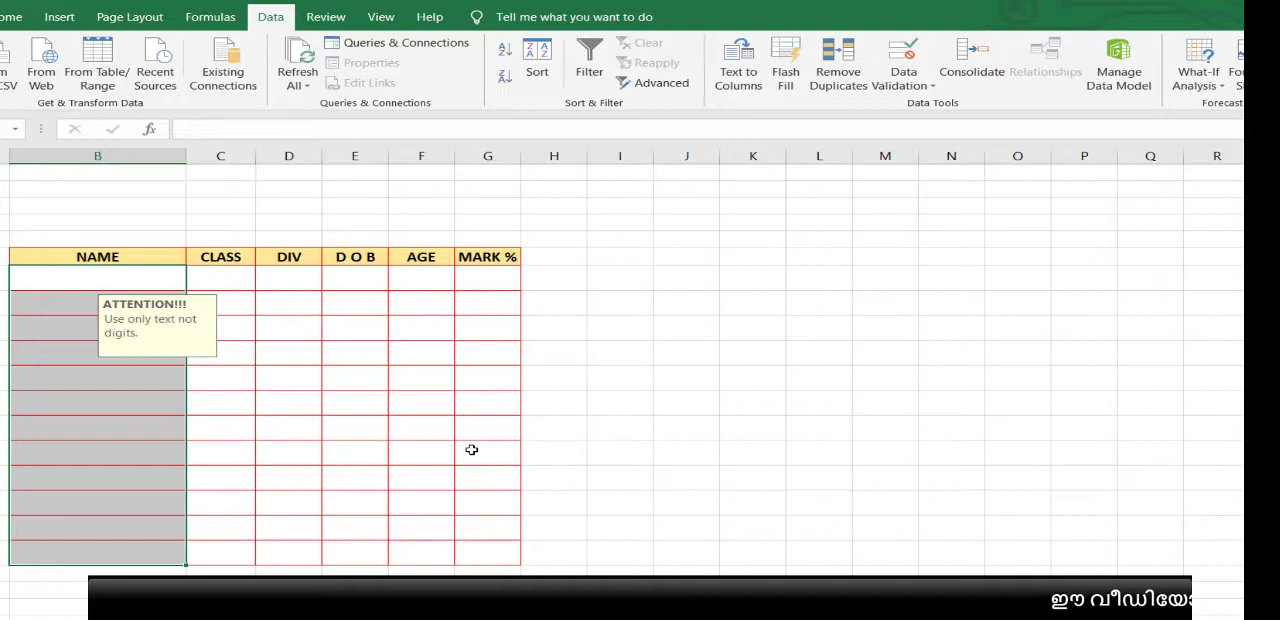 ome Insert Page Layout Formulas Data Review View Help Tell me what you want to do
From Web
From Table/ Range
Recent Sources
Existing Connections
Refresh All
Queries & Connections
Properties
Edit Links
Sort
Filter
Clear
Reapply
Advanced
Text to Columns
Flash Fill
Remove Duplicates
Data Validation
Consolidate
Relationships
Manage Data Model
What-If Analysis
Get & Transform Data
Queries & Connections
Sort & Filter
Data Tools
Forecast
fx
B C D E F G H I J K L M N O P Q R
NAME CLASS DIV D O B AGE MARK %
ATTENTION!!!
Use only text not
digits.
ഈ വീഡിയോ